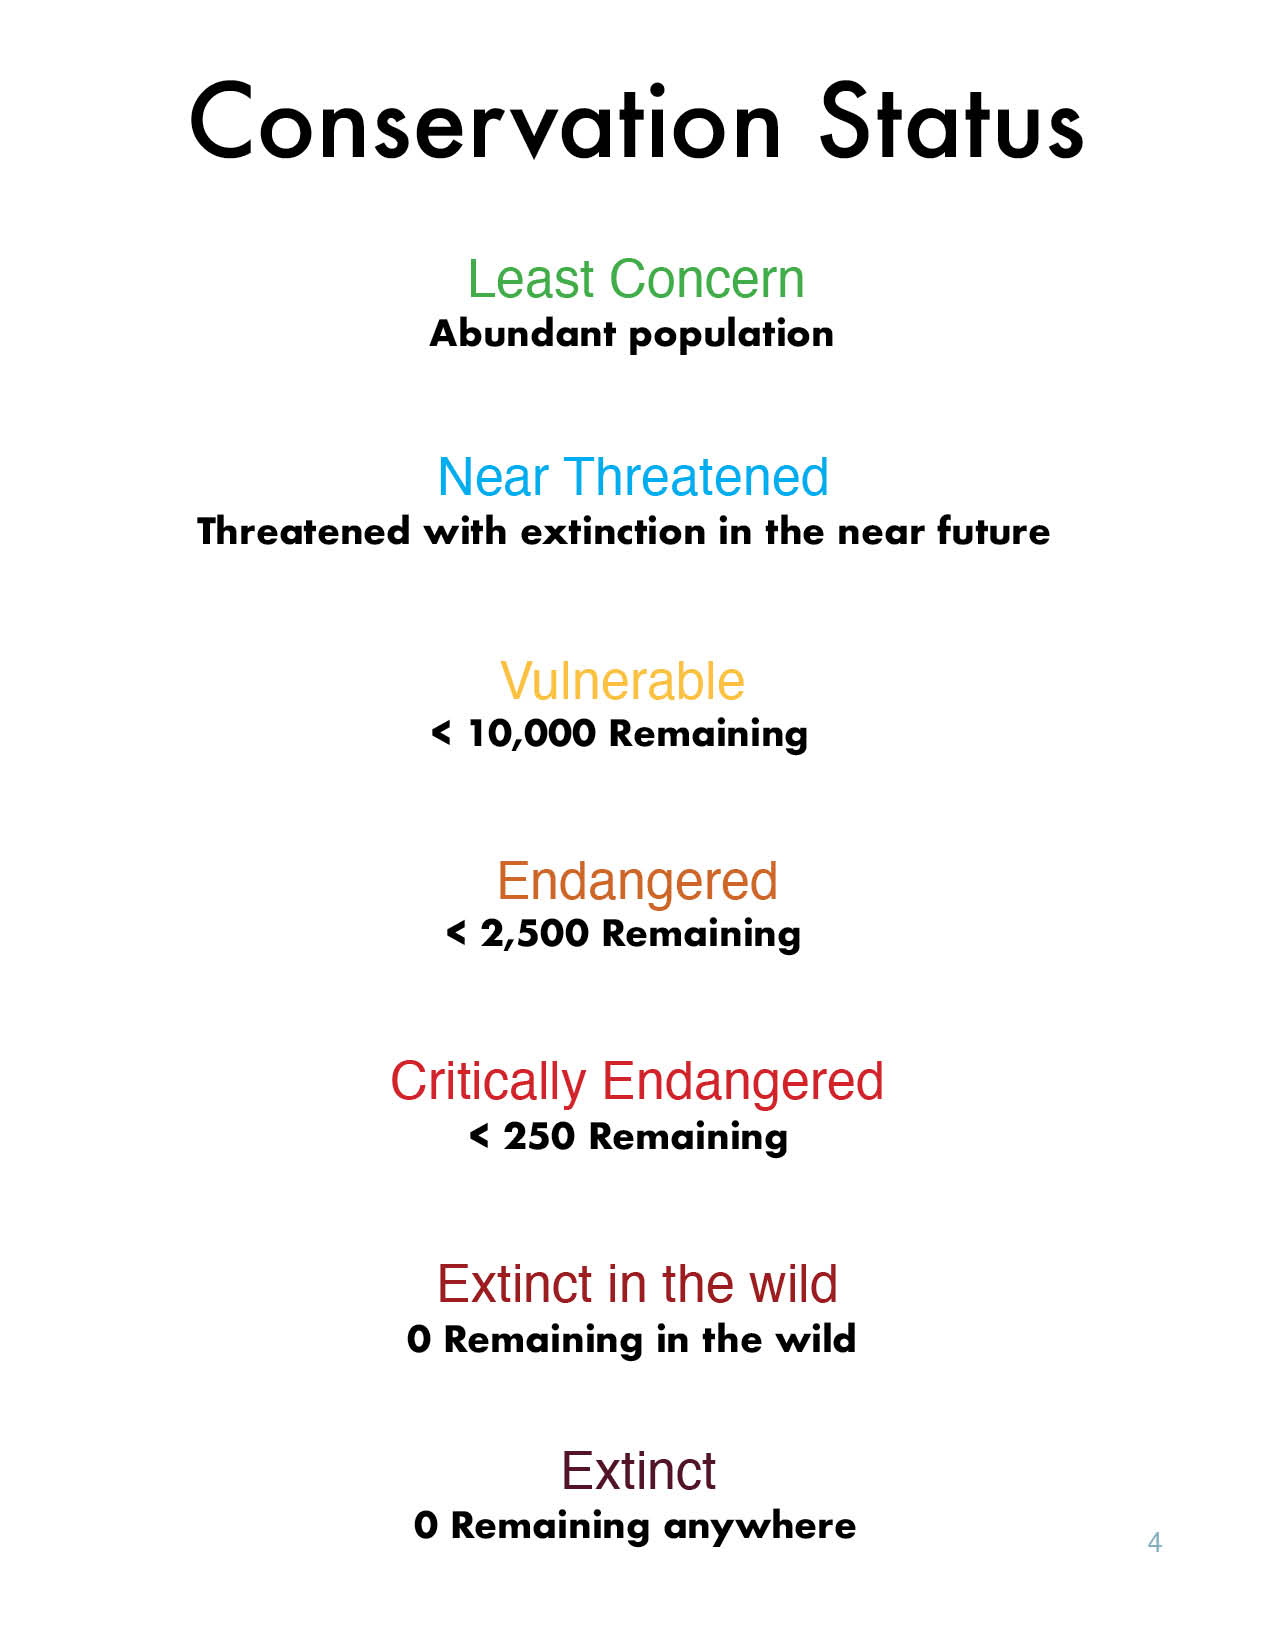 Conservation Status
Least Concern
Abundant population
Near Threatened
Threatened with extinction in the near future
Vulnerable
< 10,000 Remaining
Endangered
< 2,500 Remaining
Critically Endangered
< 250 Remaining
Extinct in the wild
0 Remaining in the wild
Extinct
0 Remaining anywhere
4